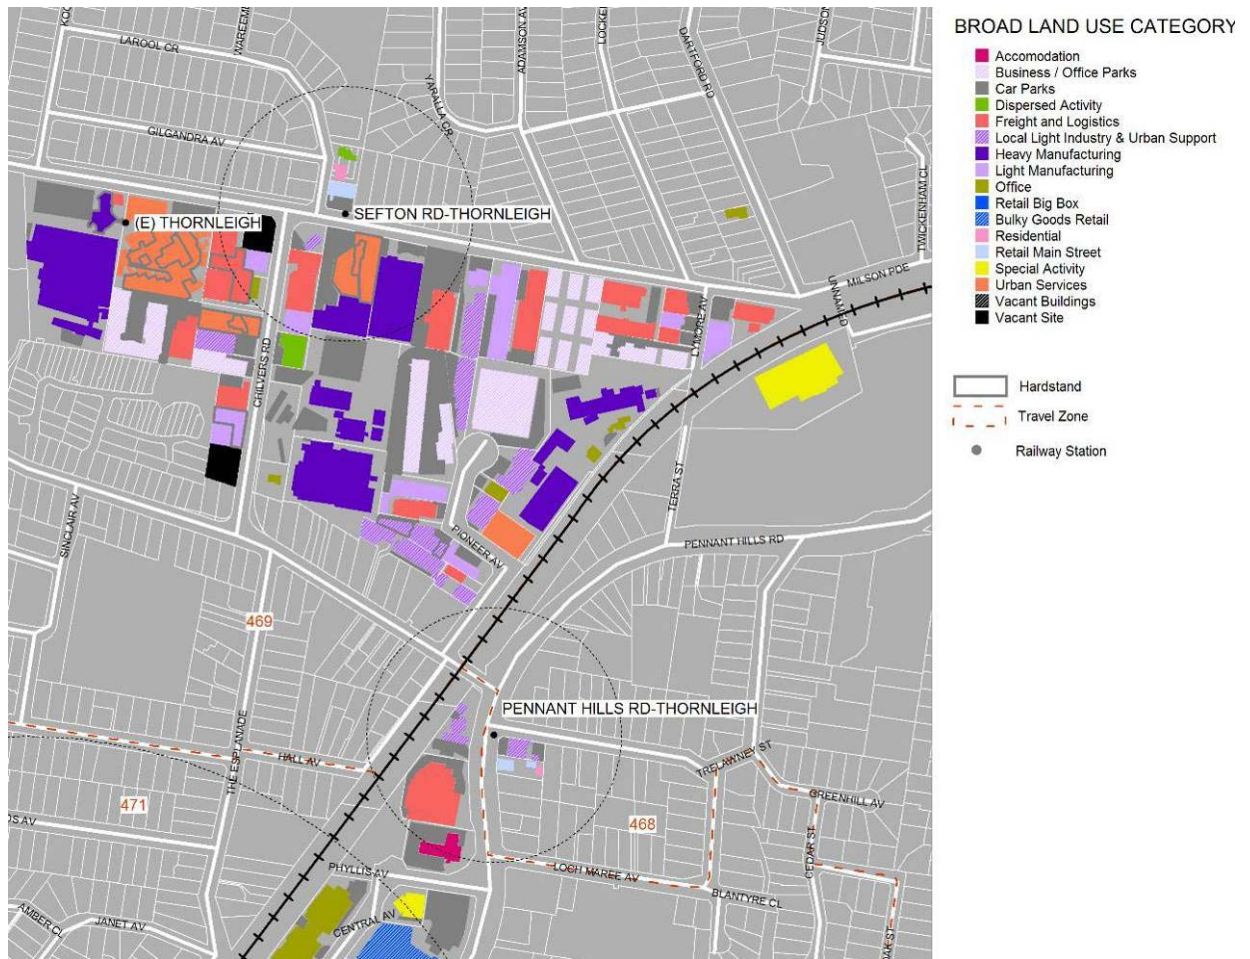 BROAD LAND USE CATEGORY
Accomodation
Business / Office Parks
Car Parks
Dispersed Activity
Freight and Logistics
Local Light Industry & Urban Support
Heavy Manufacturing
Light Manufacturing
Office
Retail Big Box
Bulky Goods Retail
Residential
Retail Main Street
Special Activity
Urban Services
Vacant Buildings
Vacant Site
Hardstand
Travel Zone
Railway Station
LAROOL CR
YARALLA CR
ADAMSON AV
DARTFORD RD
GILGANDRA AV
TWICKENHAM CL
SEFTON RD-THORNLEIGH
(E) THORNLEIGH
MILSON PDE
UNNAMED
LYMORE AV
CHILVERS RD
TERRA ST
SINCLAIR AV
PIONEER AV
PENNANT HILLS RD
469
PENNANT HILLS RD-THORNLEIGH
THE ESPLANADE
HALL AV
TRELAWNEY ST
GREENHILL AV
471
468
CEDAR ST
LOCH MAREE AV
BLANTYRE CL
PHYLLIS AV
CENTRAL AV
AMBER CL
JANET AV